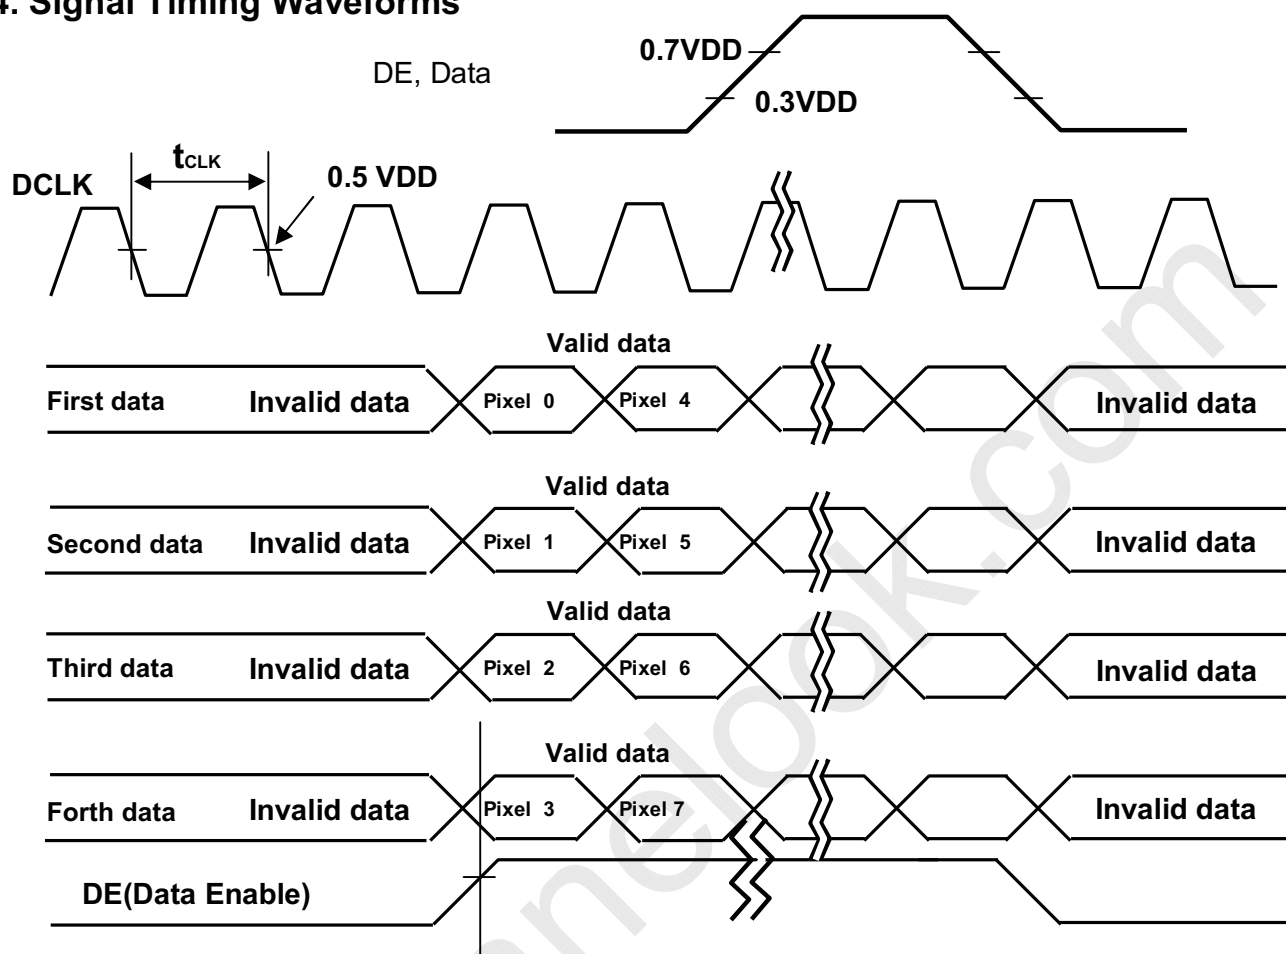 4. Signal Timing Waveforms
DE, Data
0.7VDD
0.3VDD
tCLK
0.5 VDD
DCLK
Valid data
First data Invalid data Pixel 0 Pixel 4 Invalid data
Valid data
Second data Invalid data Pixel 1 Pixel 5 Invalid data
Valid data
Third data Invalid data Pixel 2 Pixel 6 Invalid data
Valid data
Forth data Invalid data Pixel 3 Pixel 7 Invalid data
DE(Data Enable)
nelook.com